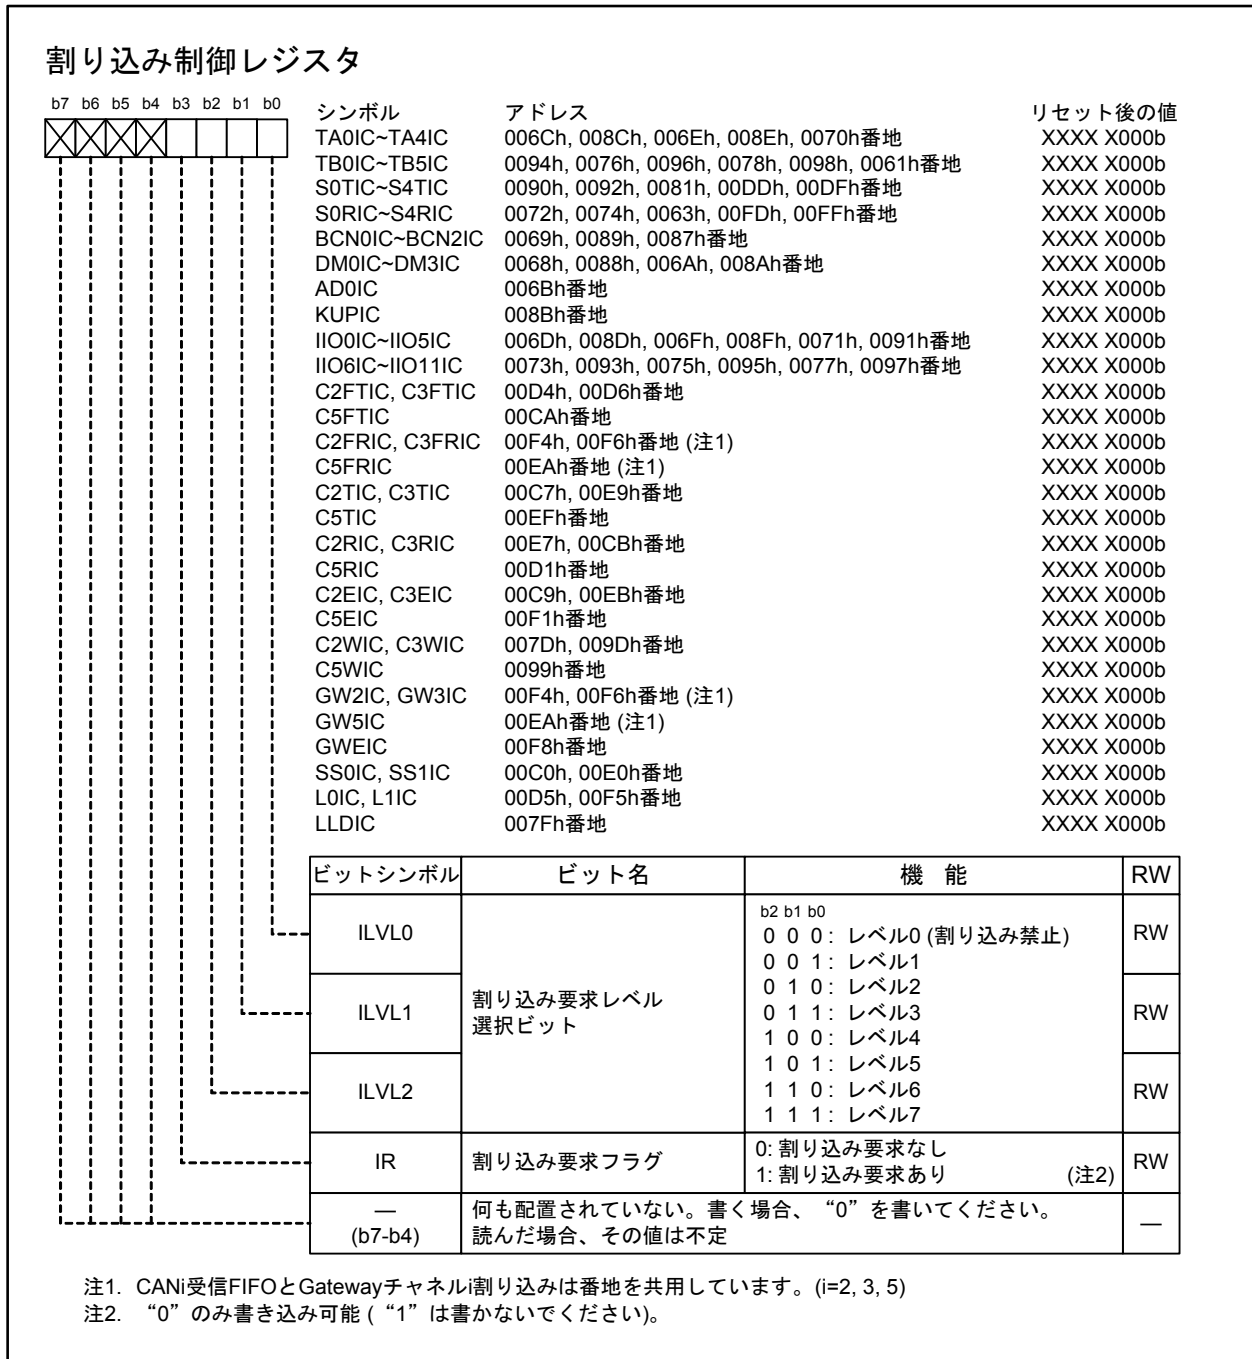 割り込み制御レジスタ
b7 b6 b5 b4 b3 b2 b1 b0
シンボル アドレス リセット後の値
TA0IC~TA4IC 006Ch, 008Ch, 006Eh, 008Eh, 0070h番地 XXXX X000b
TB0IC~TB5IC 0094h, 0076h, 0096h, 0078h, 0098h, 0061h番地 XXXX X000b
S0TIC~S4TIC 0090h, 0092h, 0081h, 00DDh, 00DFh番地 XXXX X000b
S0RIC~S4RIC 0072h, 0074h, 0063h, 00FDh, 00FFh番地 XXXX X000b
BCN0IC~BCN2IC 0069h, 0089h, 0087h番地 XXXX X000b
DM0IC~DM3IC 0068h, 0088h, 006Ah, 008Ah番地 XXXX X000b
AD0IC 006Bh番地 XXXX X000b
KUPIC 008Bh番地 XXXX X000b
IIO0IC~IIO5IC 006Dh, 008Dh, 006Fh, 008Fh, 0071h, 0091h番地 XXXX X000b
IIO6IC~IIO11IC 0073h, 0093h, 0075h, 0095h, 0077h, 0097h番地 XXXX X000b
C2FTIC, C3FTIC 00D4h, 00D6h番地 XXXX X000b
C5FTIC 00CAh番地 XXXX X000b
C2FRIC, C3FRIC 00F4h, 00F6h番地 (注1) XXXX X000b
C5FRIC 00EAh番地 (注1) XXXX X000b
C2TIC, C3TIC 00C7h, 00E9h番地 XXXX X000b
C5TIC 00EFh番地 XXXX X000b
C2RIC, C3RIC 00E7h, 00CBh番地 XXXX X000b
C5RIC 00D1h番地 XXXX X000b
C2EIC, C3EIC 00C9h, 00EBh番地 XXXX X000b
C5EIC 00F1h番地 XXXX X000b
C2WIC, C3WIC 007Dh, 009Dh番地 XXXX X000b
C5WIC 0099h番地 XXXX X000b
GW2IC, GW3IC 00F4h, 00F6h番地 (注1) XXXX X000b
GW5IC 00EAh番地 (注1) XXXX X000b
GWEIC 00F8h番地 XXXX X000b
SS0IC, SS1IC 00C0h, 00E0h番地 XXXX X000b
L0IC, L1IC 00D5h, 00F5h番地 XXXX X000b
LLDIC 007Fh番地 XXXX X000b
ビットシンボル ビット名 機 能 RW
ILVL0 RW
ILVL1 RW
ILVL2 RW
割り込み要求レベル
選択ビット
b2 b1 b0
0 0 0 : レベル0 (割り込み禁止)
0 0 1 : レベル1
0 1 0 : レベル2
0 1 1 : レベル3
1 0 0 : レベル4
1 0 1 : レベル5
1 1 0 : レベル6
1 1 1 : レベル7
IR 割り込み要求フラグ RW
0: 割り込み要求なし
1: 割り込み要求あり (注2)
—
(b7-b4)
何も配置されていない。書く場合、“0”を書いてください。
読んだ場合、その値は不定
—
注1. CANi受信FIFOとGatewayチャネルi割り込みは番地を共用しています。(i=2, 3, 5)
注2. “0”のみ書き込み可能 (“1”は書かないでください)。